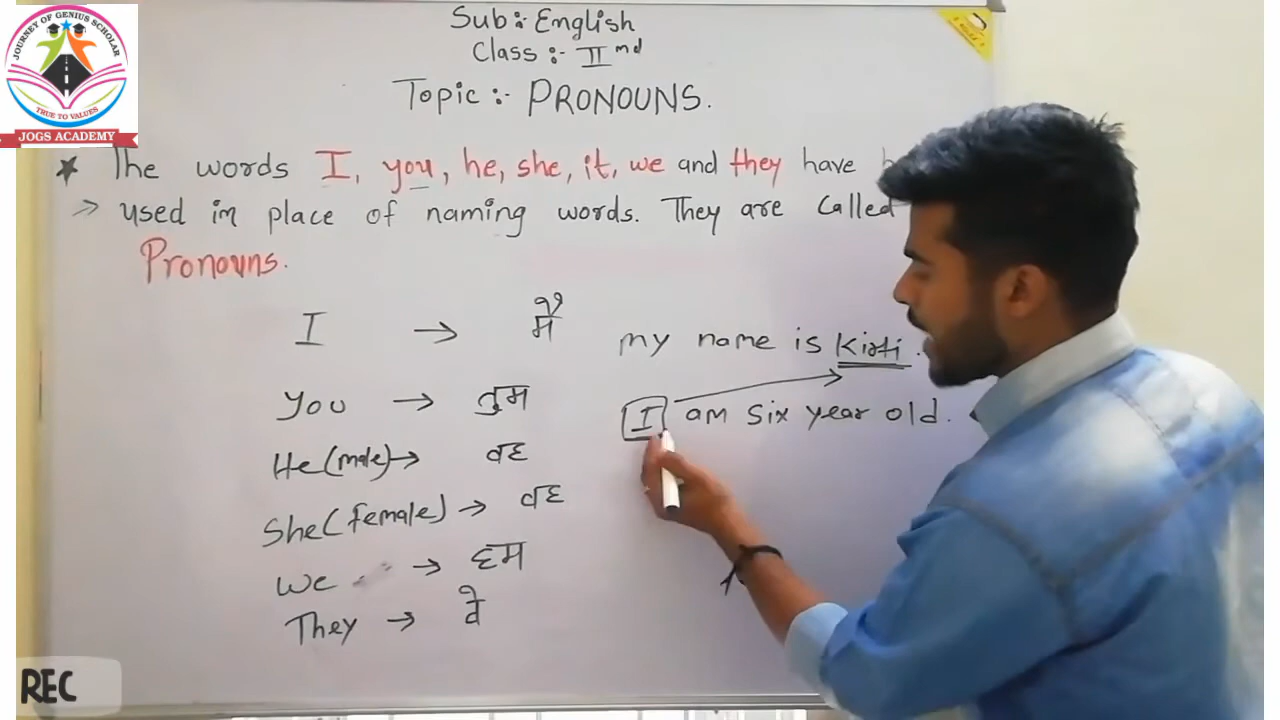 JOURNEY OF GENIUS SCHOLAR
TRUE TO VALUES
JOGS ACADEMY
Sub:- English
Class :- IInd
Topic :- PRONOUNS.
★ The words I, you, he, she, it, we and they have
→ used in place of naming words. They are called
Pronouns.
I → मैं
my name is Kirti.
You → तुम
I am six year old.
He (male) → वह
She (female) → वह
We → हम
They → वे
REC